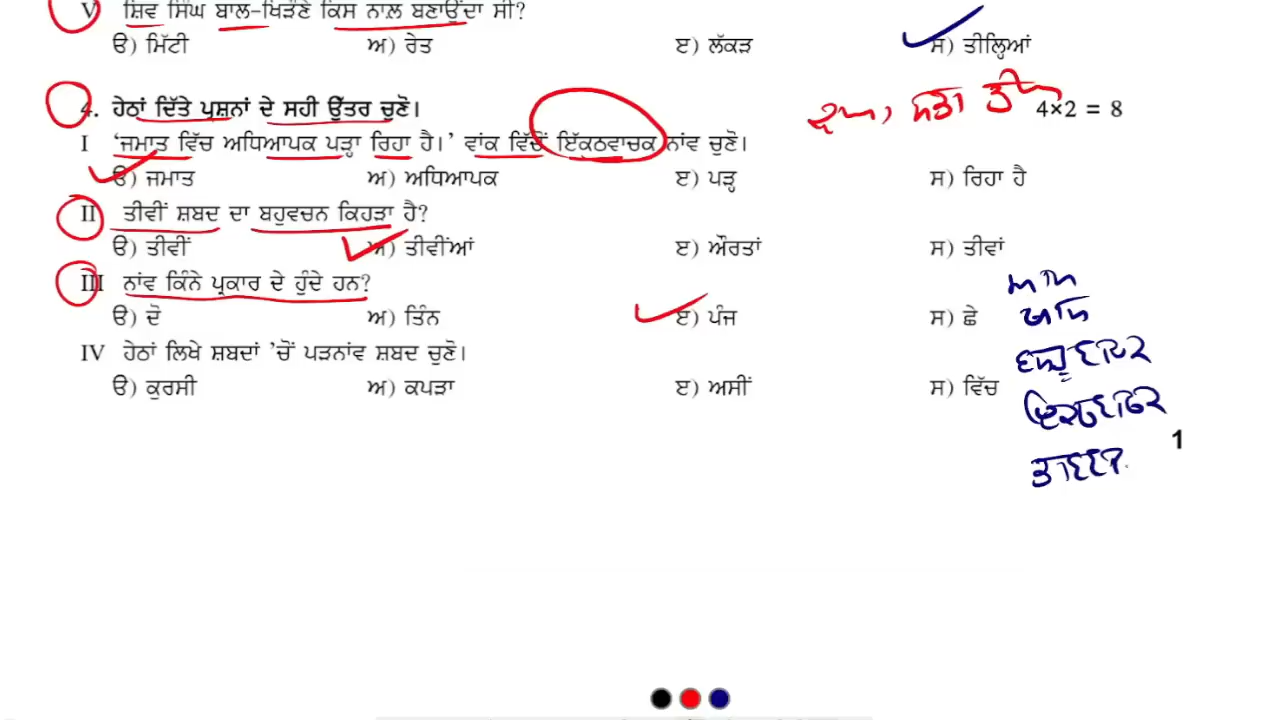 V ਸ਼ਿਵ ਸਿੰਘ ਬਾਲ-ਖਿਡੌਣੇ ਕਿਸ ਨਾਲ਼ ਬਣਾਉਂਦਾ ਸੀ?
ੳ) ਮਿੱਟੀ ਅ) ਰੇਤ ੲ) ਲੱਕੜ ਸ) ਤੀਲ੍ਹਿਆਂ
4. ਹੇਠਾਂ ਦਿੱਤੇ ਪ੍ਰਸ਼ਨਾਂ ਦੇ ਸਹੀ ਉੱਤਰ ਚੁਣੋ। 4×2 = 8
I ‘ਜਮਾਤ ਵਿੱਚ ਅਧਿਆਪਕ ਪੜ੍ਹਾ ਰਿਹਾ ਹੈ।’ ਵਾਕ ਵਿੱਚੋਂ ਇੱਕਠਵਾਚਕ ਨਾਂਵ ਚੁਣੋ।
ੳ) ਜਮਾਤ ਅ) ਅਧਿਆਪਕ ੲ) ਪੜ੍ਹ ਸ) ਰਿਹਾ ਹੈ
II ਤੀਵੀਂ ਸ਼ਬਦ ਦਾ ਬਹੁਵਚਨ ਕਿਹੜਾ ਹੈ?
ੳ) ਤੀਵੀਂ ਅ) ਤੀਵੀਂਆਂ ੲ) ਔਰਤਾਂ ਸ) ਤੀਵਾਂ
III ਨਾਂਵ ਕਿੰਨੇ ਪ੍ਰਕਾਰ ਦੇ ਹੁੰਦੇ ਹਨ?
ੳ) ਦੋ ਅ) ਤਿੰਨ ੲ) ਪੰਜ ਸ) ਛੇ
IV ਹੇਠਾਂ ਲਿਖੇ ਸ਼ਬਦਾਂ ’ਚੋਂ ਪੜਨਾਂਵ ਸ਼ਬਦ ਚੁਣੋ।
ੳ) ਕੁਰਸੀ ਅ) ਕਪੜਾ ੲ) ਅਸੀਂ ਸ) ਵਿੱਚ
1